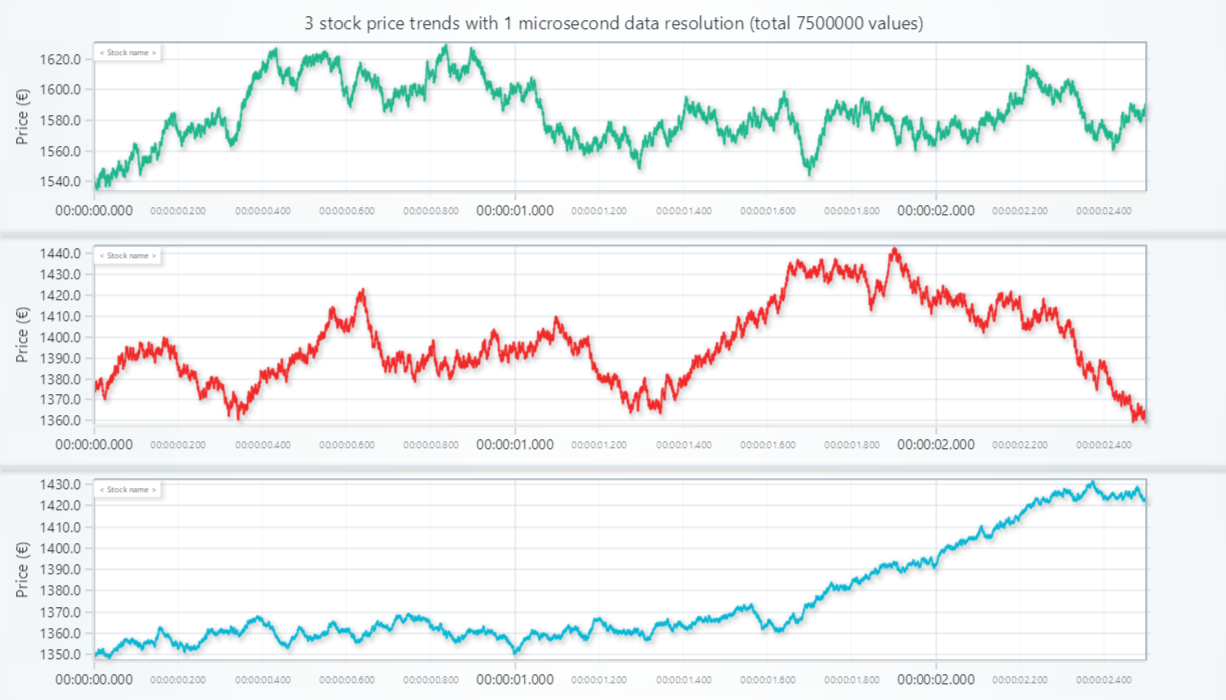 3 stock price trends with 1 microsecond data resolution (total 7500000 values)
< Stock name >
Price (€)
1620.0
1600.0
1580.0
1560.0
1540.0
00:00:00.000 00:00:00.200 00:00:00.400 00:00:00.600 00:00:00.800 00:00:01.000 00:00:01.200 00:00:01.400 00:00:01.600 00:00:01.800 00:00:02.000 00:00:02.200 00:00:02.400
< Stock name >
Price (€)
1440.0
1430.0
1420.0
1410.0
1400.0
1390.0
1380.0
1370.0
1360.0
00:00:00.000 00:00:00.200 00:00:00.400 00:00:00.600 00:00:00.800 00:00:01.000 00:00:01.200 00:00:01.400 00:00:01.600 00:00:01.800 00:00:02.000 00:00:02.200 00:00:02.400
< Stock name >
Price (€)
1430.0
1420.0
1410.0
1400.0
1390.0
1380.0
1370.0
1360.0
1350.0
00:00:00.000 00:00:00.200 00:00:00.400 00:00:00.600 00:00:00.800 00:00:01.000 00:00:01.200 00:00:01.400 00:00:01.600 00:00:01.800 00:00:02.000 00:00:02.200 00:00:02.400